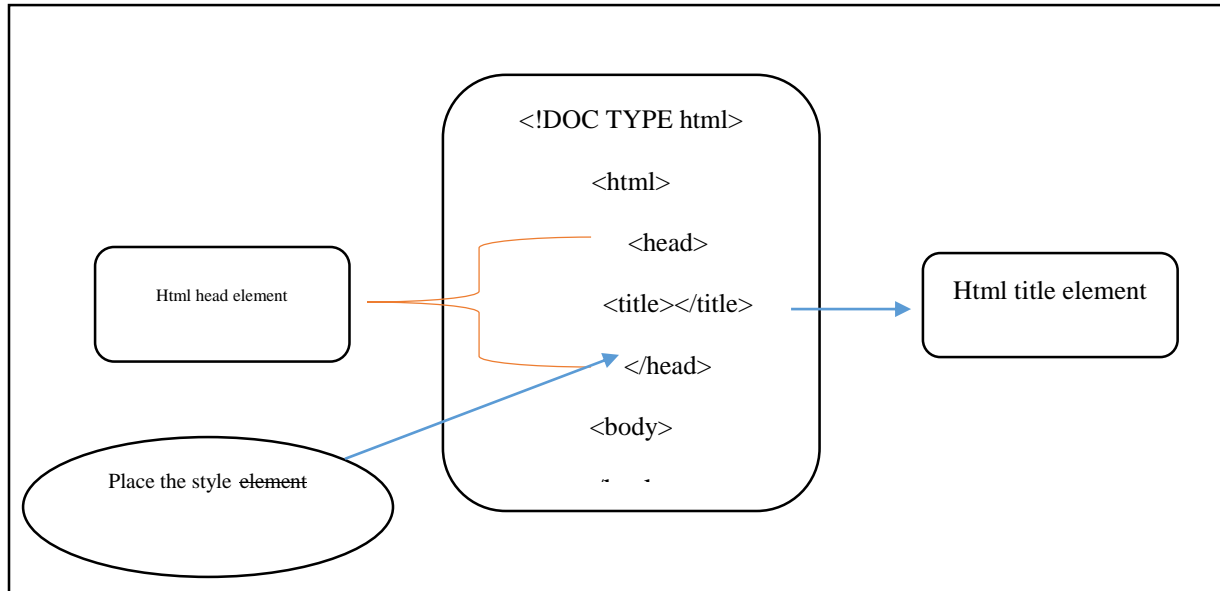 <!DOC TYPE html>
<html>
<head>
Html head element
<title></title>
Html title element
</head>
<body>
Place the style element